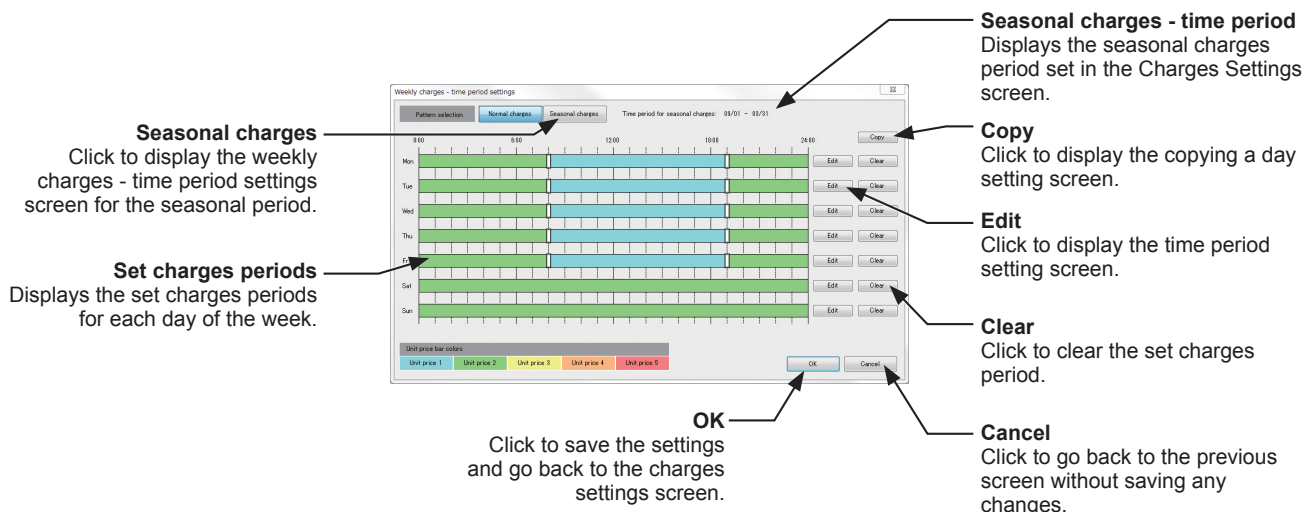 Seasonal charges - time period
Displays the seasonal charges
period set in the Charges Settings
screen.
Weekly charges - time period settings
Pattern selection Normal charges Seasonal charges Time period for seasonal charges:
Seasonal charges
Click to display the weekly
charges - time period settings
screen for the seasonal period.
Copy
Click to display the copying a day
setting screen.
0:00 6:00 12:00 18:00 24:00 Copy
Mon Edit Clear
Tue Edit Clear
Wed Edit Clear
Thu Edit Clear
Edit Clear
Sat Edit Clear
Sun Edit Clear
Edit
Click to display the time period
setting screen.
Set charges periods
Displays the set charges periods
for each day of the week.
Clear
Click to clear the set charges
period.
Unit price bar colors
Unit price 1 Unit price 2 Unit price 3 Unit price 4 Unit price 5 OK Cancel
OK
Click to save the settings
and go back to the charges
settings screen.
Cancel
Click to go back to the previous
screen without saving any
changes.